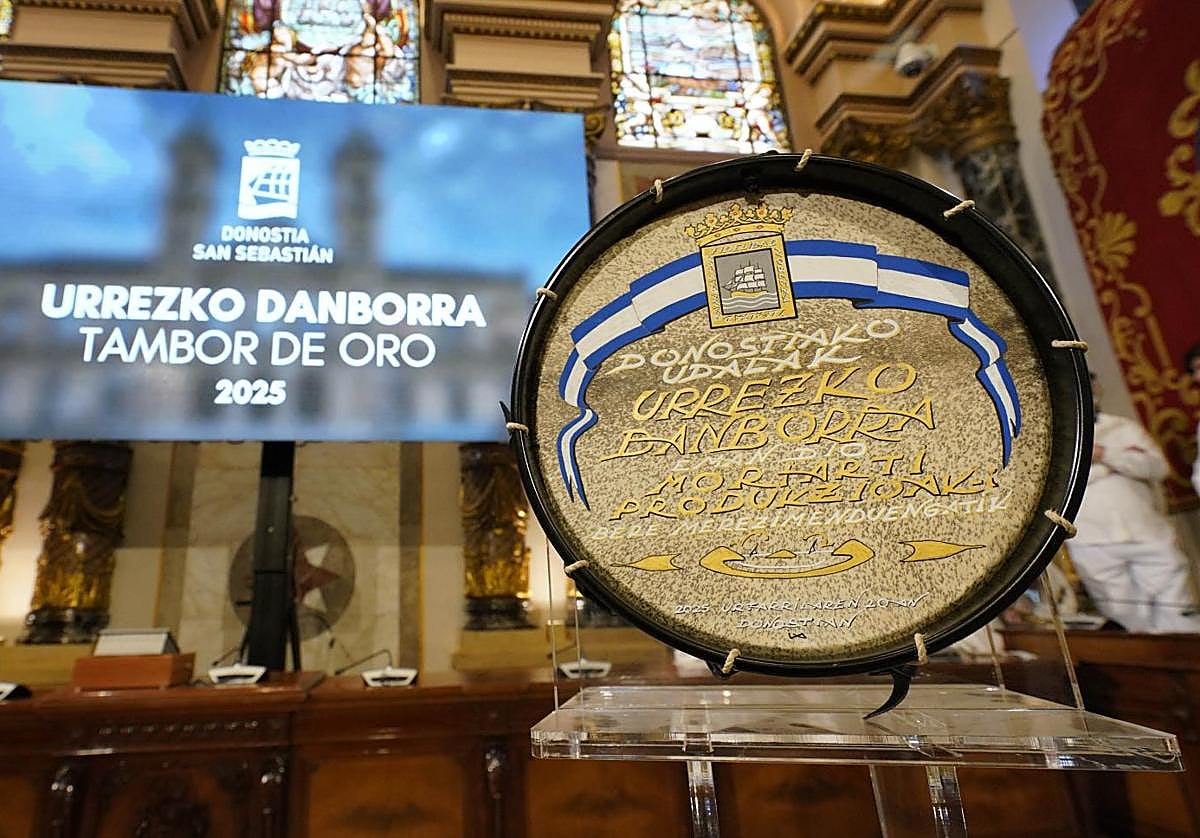 DONOSTIA
SAN SEBASTIÁN
URREZKO DANBORRA
TAMBOR DE ORO
2025
DONOSTIAKO
UDALAK
URREZKO
DANBORRA
EMAN DIO
MORIARTI
PRODUKZIOAK-i
BERE MEREZIMENDUENGATIK
2025 URTARRILAREN 20AN
DONOSTIAN